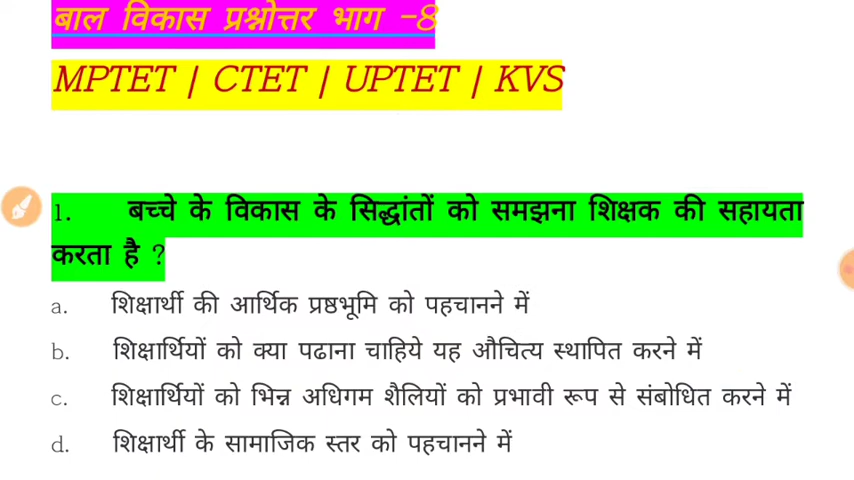 बाल विकास प्रश्नोत्तर भाग -8
MPTET | CTET | UPTET | KVS
1. बच्चे के विकास के सिद्धांतों को समझना शिक्षक की सहायता
करता है ?
a. शिक्षार्थी की आर्थिक प्रष्ठभूमि को पहचानने में
b. शिक्षार्थियों को क्या पढाना चाहिये यह औचित्य स्थापित करने में
c. शिक्षार्थियों को भिन्न अधिगम शैलियों को प्रभावी रूप से संबोधित करने में
d. शिक्षार्थी के सामाजिक स्तर को पहचानने में